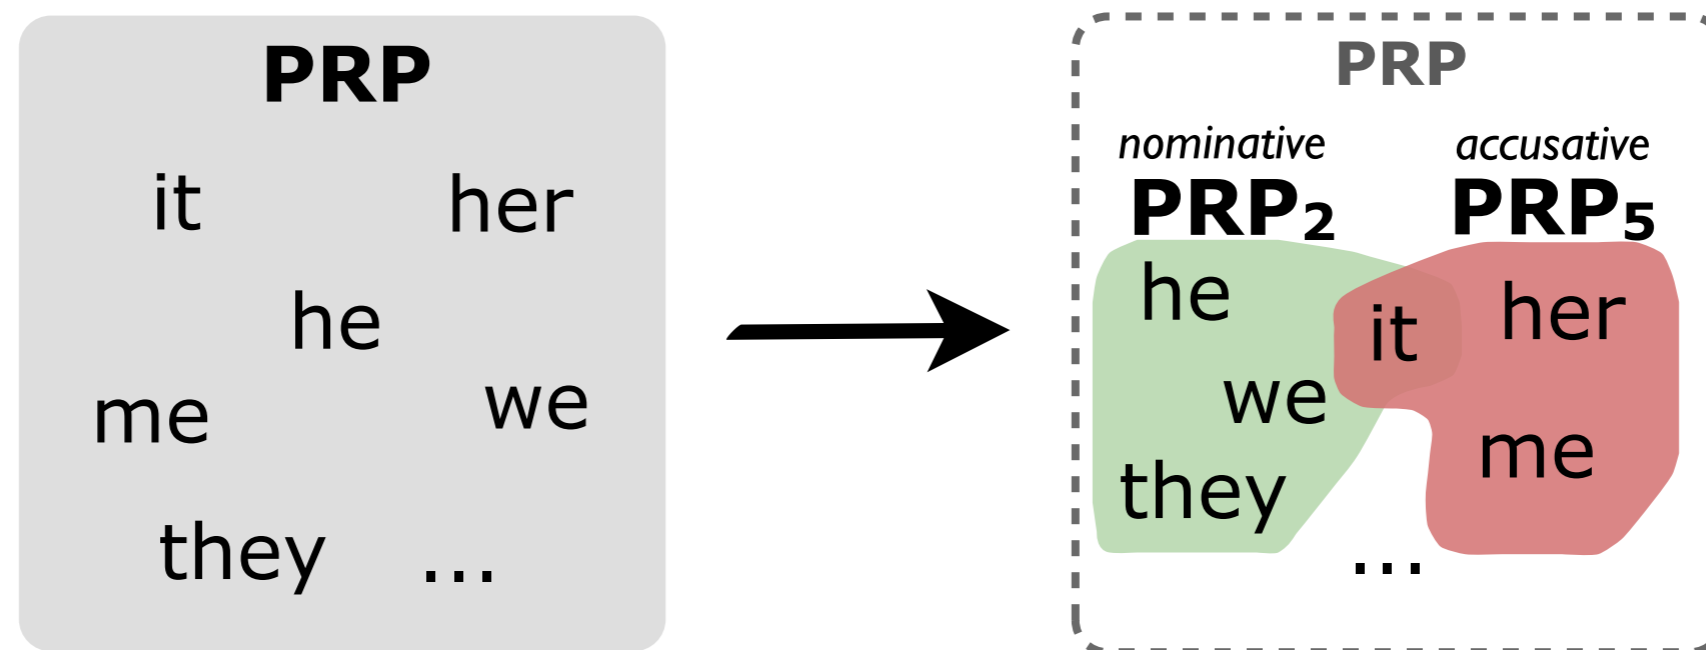 PRP
it her
he
me we
they ...
PRP
nominative accusative
PRP₂ PRP₅
he
it her
we
me
they
...